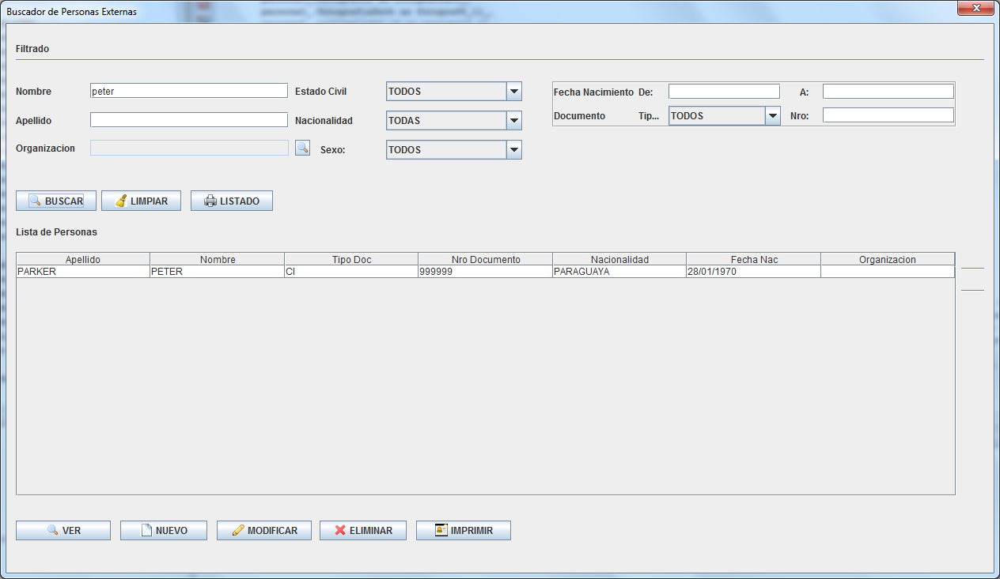 Buscador de Personas Externas
Filtrado
Nombre peter Estado Civil TODOS Fecha Nacimiento De: A:
Apellido Nacionalidad TODAS Documento Tip... TODOS Nro:
Organizacion Sexo: TODOS
BUSCAR LIMPIAR LISTADO
Lista de Personas
Apellido Nombre Tipo Doc Nro Documento Nacionalidad Fecha Nac Organizacion
PARKER PETER CI 999999 PARAGUAYA 28/01/1970
VER NUEVO MODIFICAR ELIMINAR IMPRIMIR